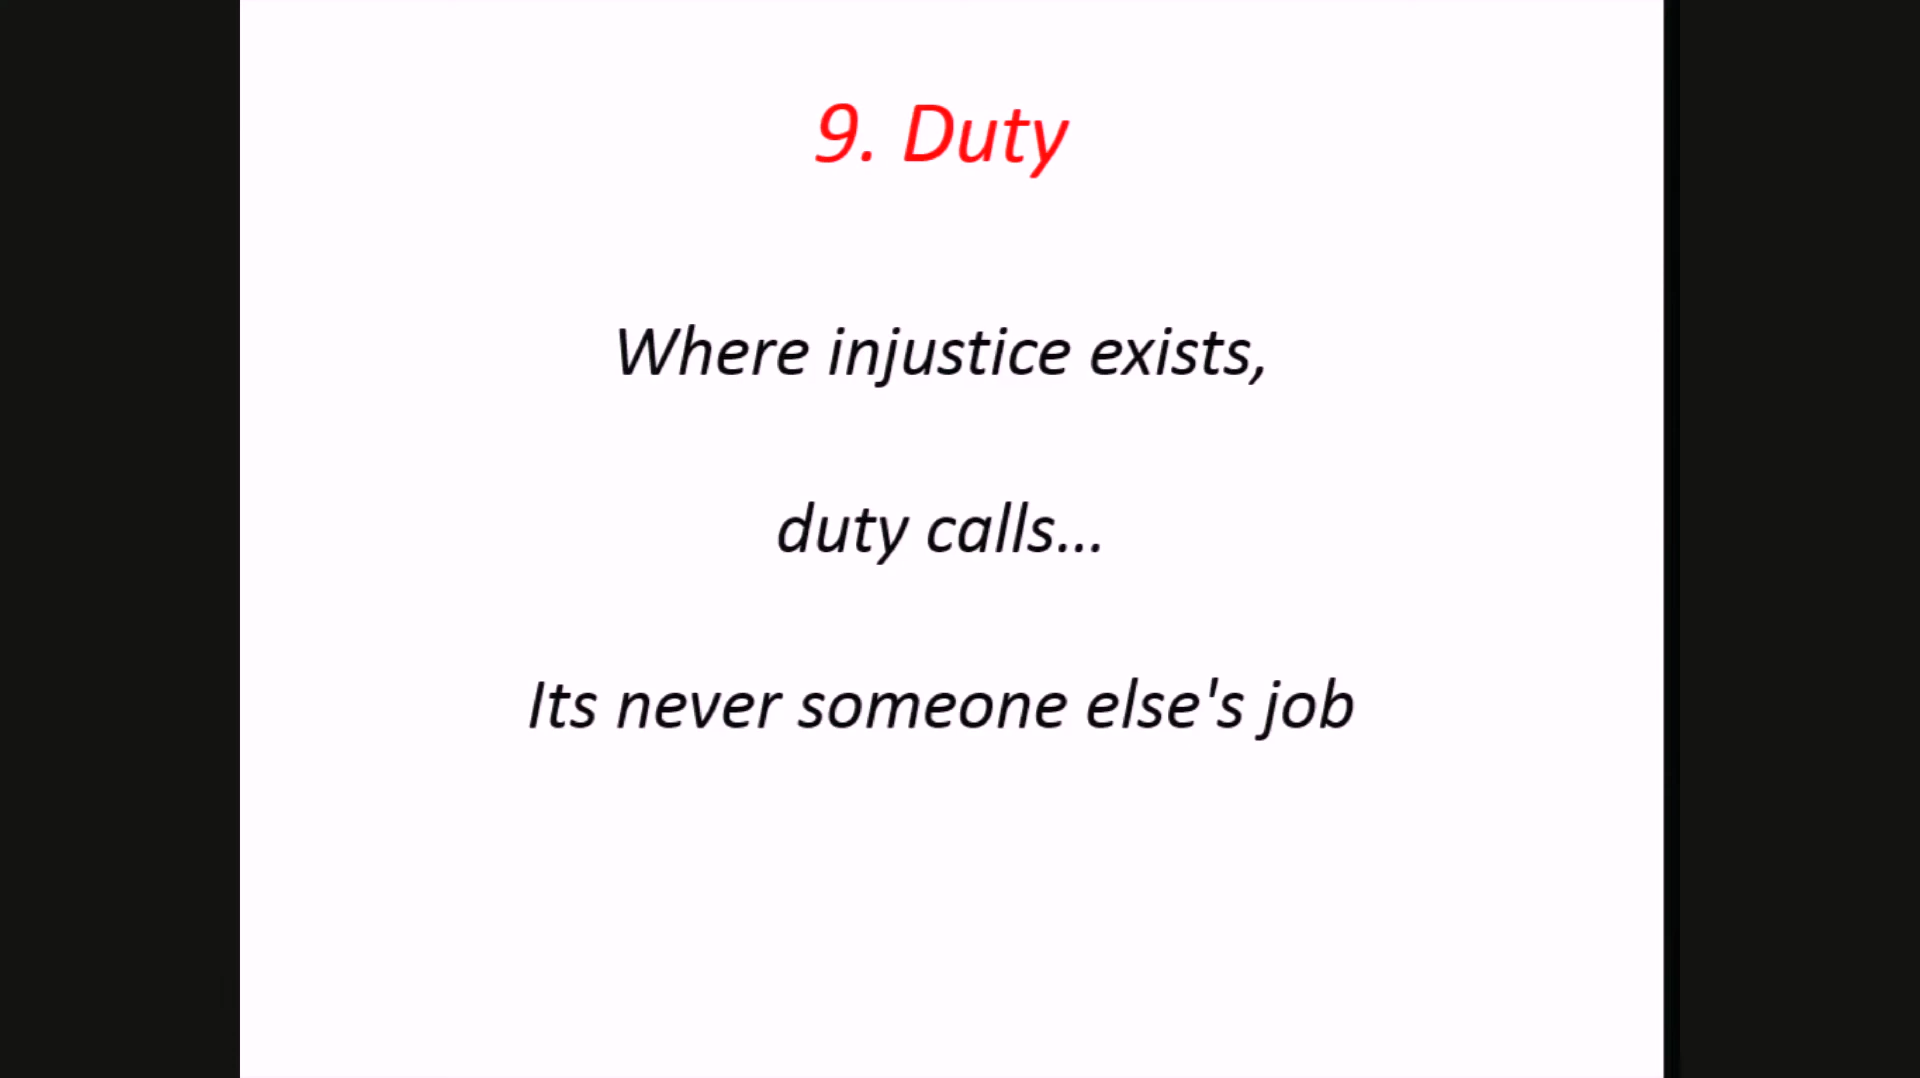 9. Duty
Where injustice exists,
duty calls...
Its never someone else's job